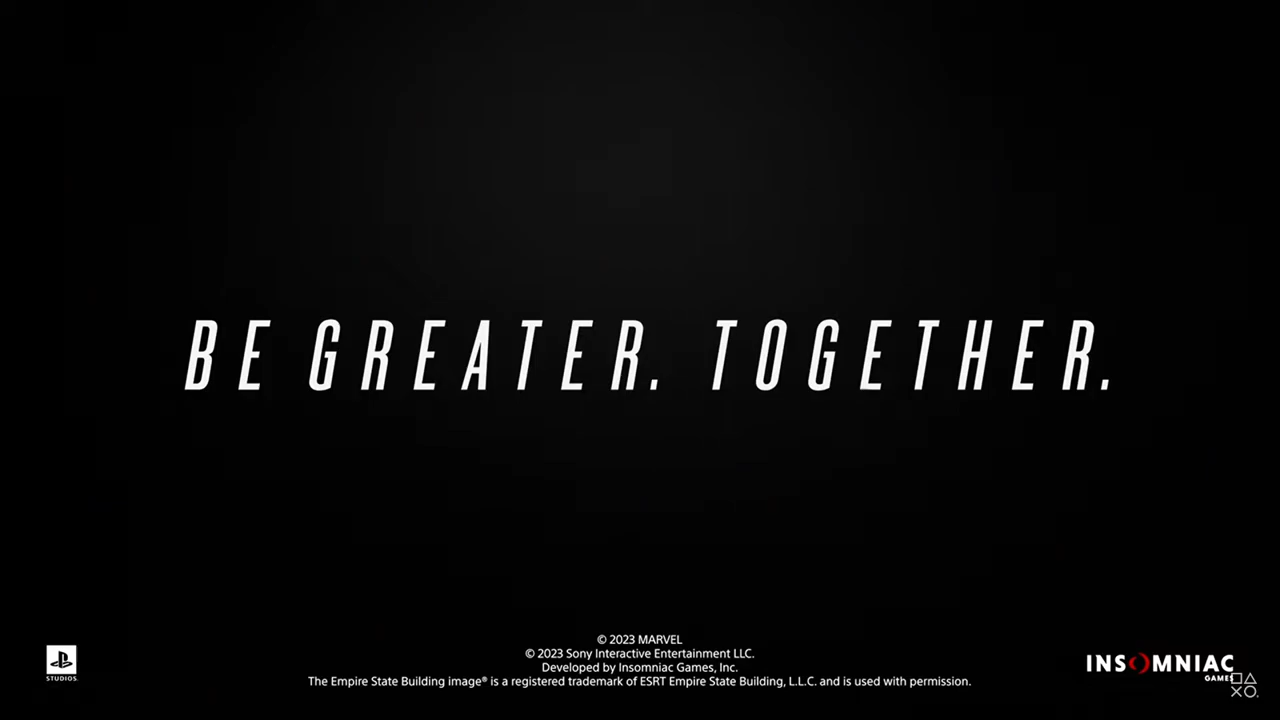 BE GREATER. TOGETHER.
© 2023 MARVEL
© 2023 Sony Interactive Entertainment LLC.
Developed by Insomniac Games, Inc.
The Empire State Building image® is a registered trademark of ESRT Empire State Building, L.L.C. and is used with permission.
STUDIOS
INSOMNIAC
GAMES